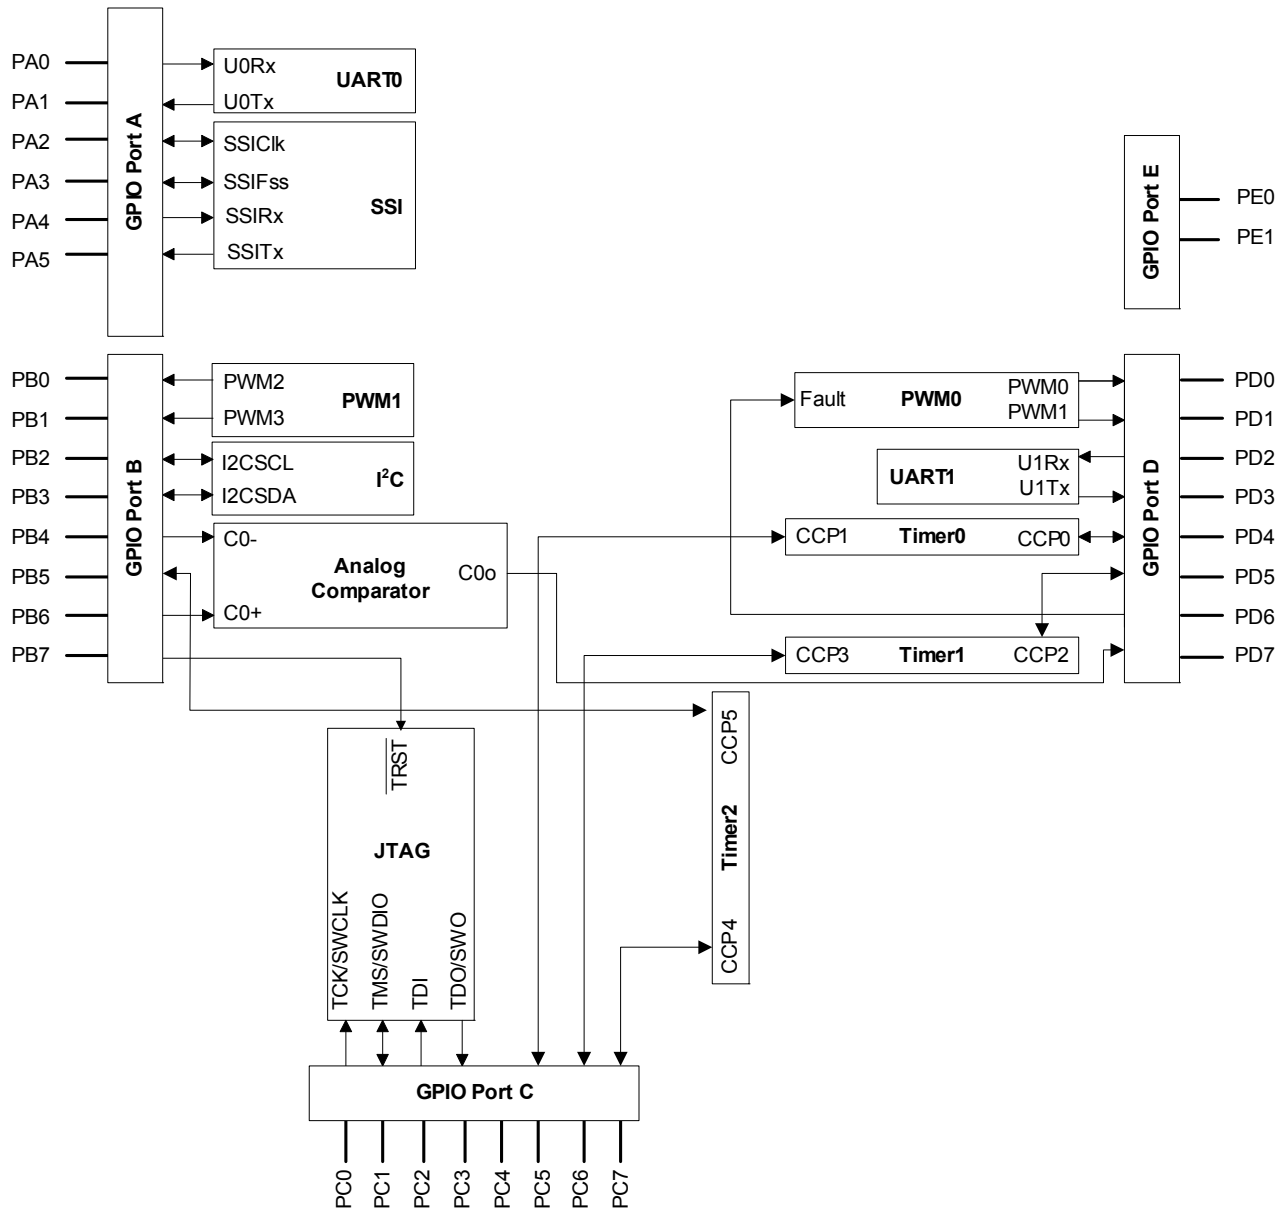 PA0
PA1
PA2
PA3
PA4
PA5
GPIO Port A
U0Rx
U0Tx
UART0
SSIClk
SSIFss
SSIRx
SSITx
SSI
GPIO Port E
PE0
PE1
PB0
PB1
PB2
PB3
PB4
PB5
PB6
PB7
GPIO Port B
PWM2
PWM3
PWM1
I2CSCL
I2CSDA
I²C
C0-
C0+
Analog
Comparator
C0o
Fault
PWM0
PWM0
PWM1
UART1
U1Rx
U1Tx
CCP1
Timer0
CCP0
CCP3
Timer1
CCP2
GPIO Port D
PD0
PD1
PD2
PD3
PD4
PD5
PD6
PD7
CCP5
Timer2
CCP4
TRST
JTAG
TCK/SWCLK
TMS/SWDIO
TDI
TDO/SWO
GPIO Port C
PC0
PC1
PC2
PC3
PC4
PC5
PC6
PC7